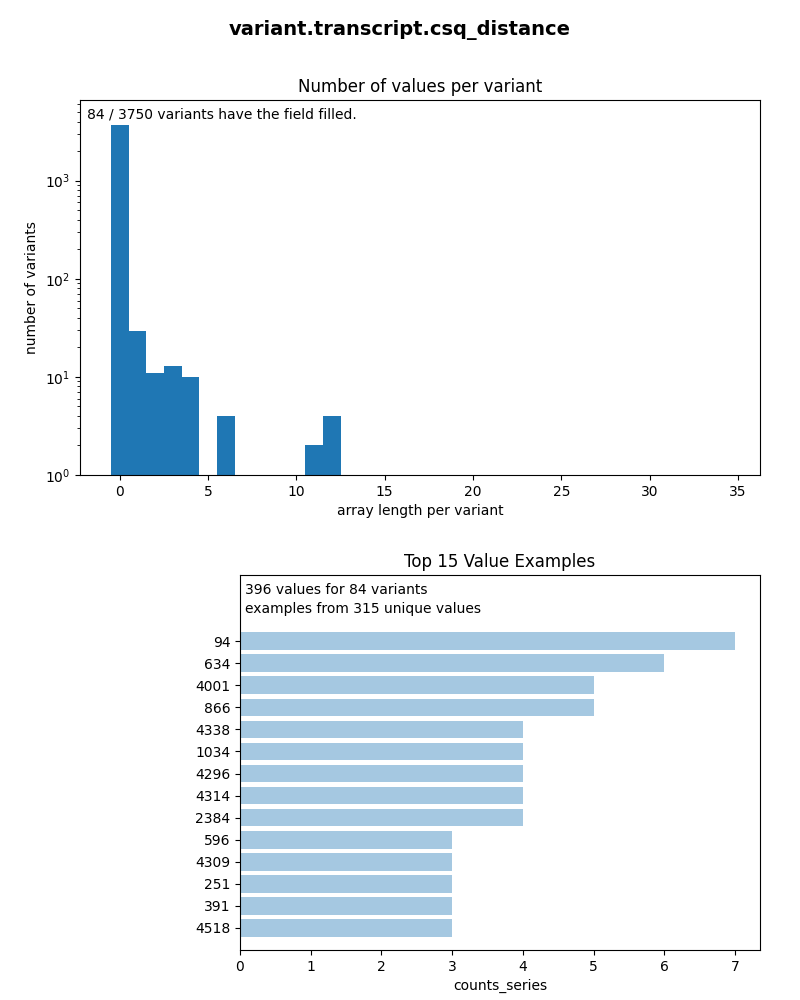 variant.transcript.csq_distance
Number of values per variant
84 / 3750 variants have the field filled.
10³
10²
10¹
10⁰
number of variants
0 5 10 15 20 25 30 35
array length per variant
Top 15 Value Examples
396 values for 84 variants
examples from 315 unique values
94
634
4001
866
4338
1034
4296
4314
2384
596
4309
251
391
4518
0 1 2 3 4 5 6 7
counts_series